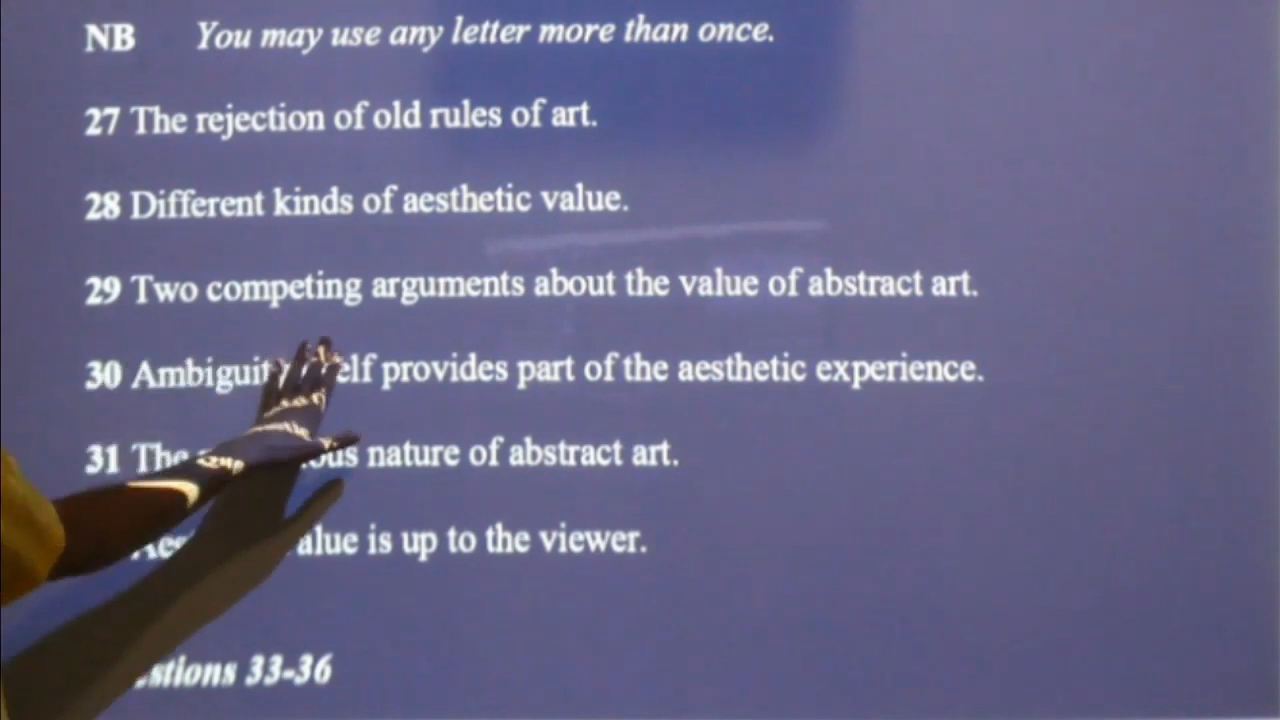 NB You may use any letter more than once.
27 The rejection of old rules of art.
28 Different kinds of aesthetic value.
29 Two competing arguments about the value of abstract art.
30 provides part of the aesthetic experience.
31 The nature of abstract art.
is up to the viewer.
33-36